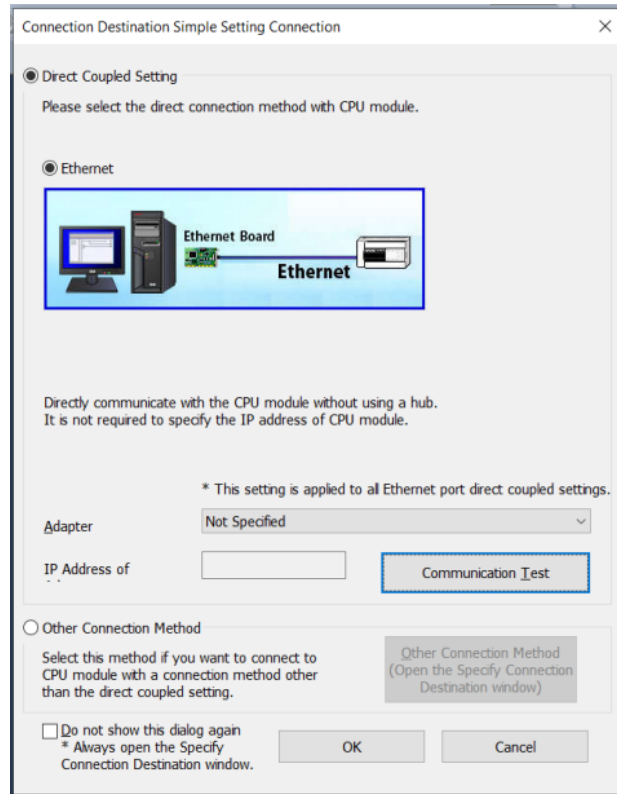 Connection Destination Simple Setting Connection
Direct Coupled Setting
Please select the direct connection method with CPU module.
Ethernet
Ethernet Board
Ethernet
Directly communicate with the CPU module without using a hub.
It is not required to specify the IP address of CPU module.
* This setting is applied to all Ethernet port direct coupled settings.
Adapter
Not Specified
IP Address of
Communication Test
Other Connection Method
Select this method if you want to connect to
CPU module with a connection method other
than the direct coupled setting.
Other Connection Method
(Open the Specify Connection
Destination window)
Do not show this dialog again
* Always open the Specify
Connection Destination window.
OK
Cancel